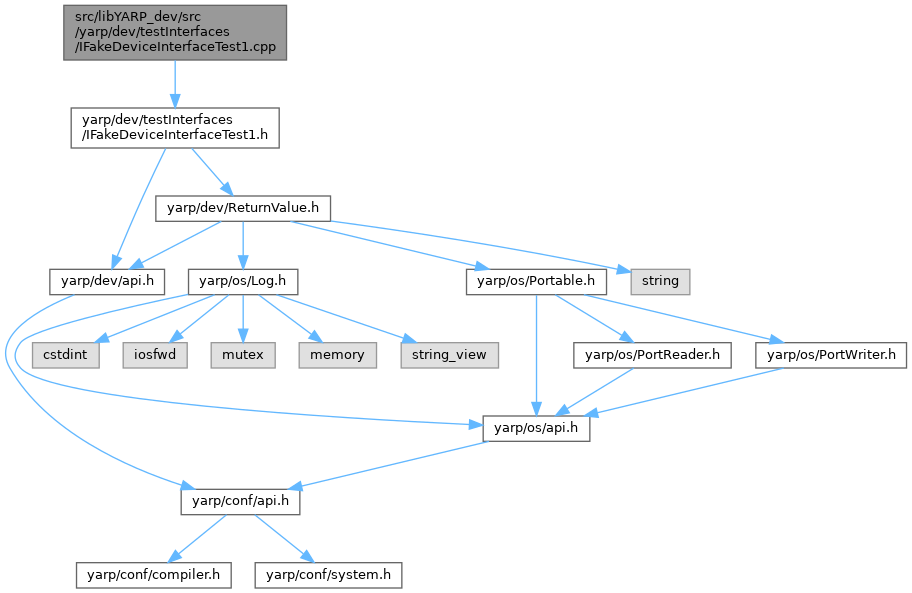 src/libYARP_dev/src
/yarp/dev/testInterfaces
/IFakeDeviceInterfaceTest1.cpp
yarp/dev/testInterfaces
/IFakeDeviceInterfaceTest1.h
yarp/dev/ReturnValue.h
yarp/dev/api.h
yarp/os/Log.h
yarp/os/Portable.h
string
cstdint
iosfwd
mutex
memory
string_view
yarp/os/PortReader.h
yarp/os/PortWriter.h
yarp/os/api.h
yarp/conf/api.h
yarp/conf/compiler.h
yarp/conf/system.h